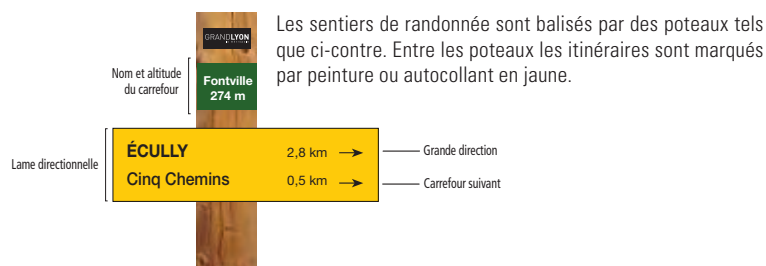 GRANDLYON
Les sentiers de randonnée sont balisés par des poteaux tels
que ci-contre. Entre les poteaux les itinéraires sont marqués
par peinture ou autocollant en jaune.
Nom et altitude
du carrefour
Fontville
274 m
Lame directionnelle
ÉCULLY 2,8 km →
Grande direction
Cinq Chemins 0,5 km →
Carrefour suivant